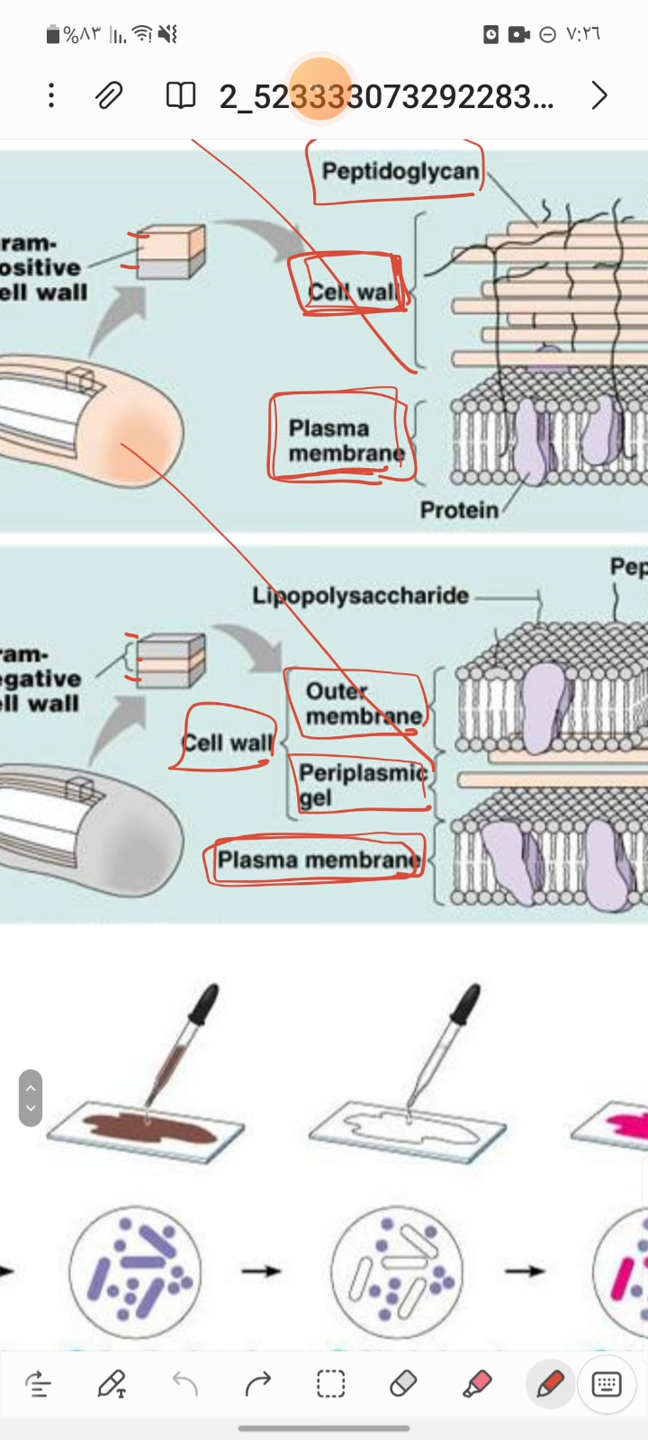 %٨٣
٧:٢٦
2_523333073292283...
Peptidoglycan
ram-
ositive
ell wall
Cell wall
Plasma
membrane
Protein
Pep
Lipopolysaccharide
ram-
egative
ell wall
Outer
membrane
Cell wall
Periplasmic
gel
Plasma membrane
T